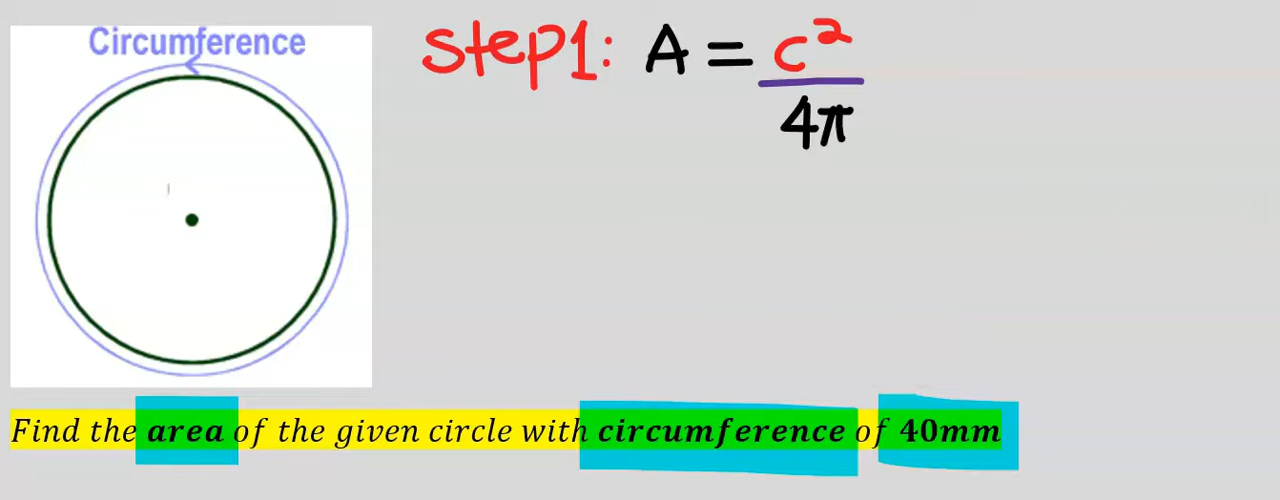 Circumference
Step1: A = c²/4π
Find the area of the given circle with circumference of 40mm